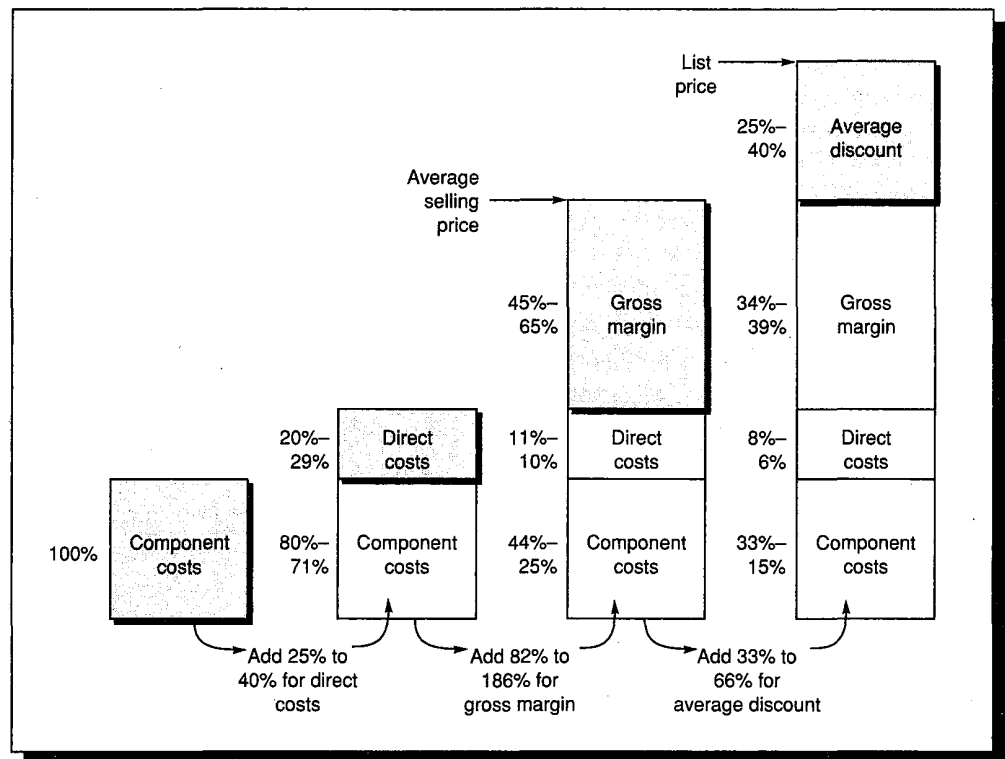 List
price
25%–
40%
Average
discount
Average
selling
price
45%–
65%
Gross
margin
34%–
39%
Gross
margin
20%–
29%
Direct
costs
11%–
10%
Direct
costs
8%–
6%
Direct
costs
100%
Component
costs
80%–
71%
Component
costs
44%–
25%
Component
costs
33%–
15%
Component
costs
Add 25% to
40% for direct
costs
Add 82% to
186% for
gross margin
Add 33% to
66% for
average discount